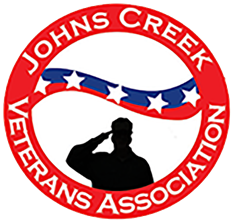 JOHNS CREEK
VETERANS ASSOCIATION